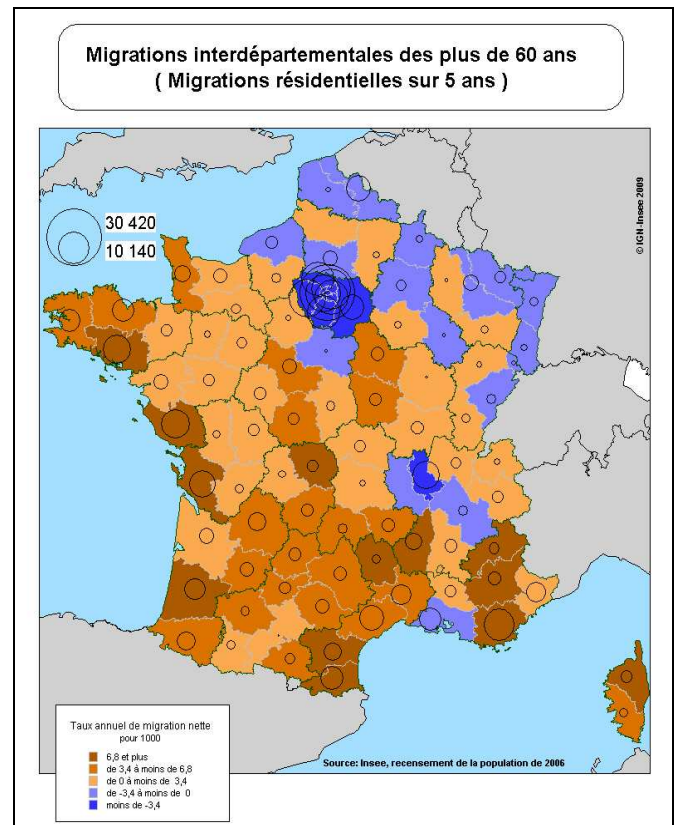 Migrations interdépartementales des plus de 60 ans
( Migrations résidentielles sur 5 ans )
30 420
10 140
© IGN-Insee 2009
Taux annuel de migration nette
pour 1000
6,8 et plus
de 3,4 à moins de 6,8
de 0 à moins de 3,4
de -3,4 à moins de 0
moins de -3,4
Source: Insee, recensement de la population de 2006